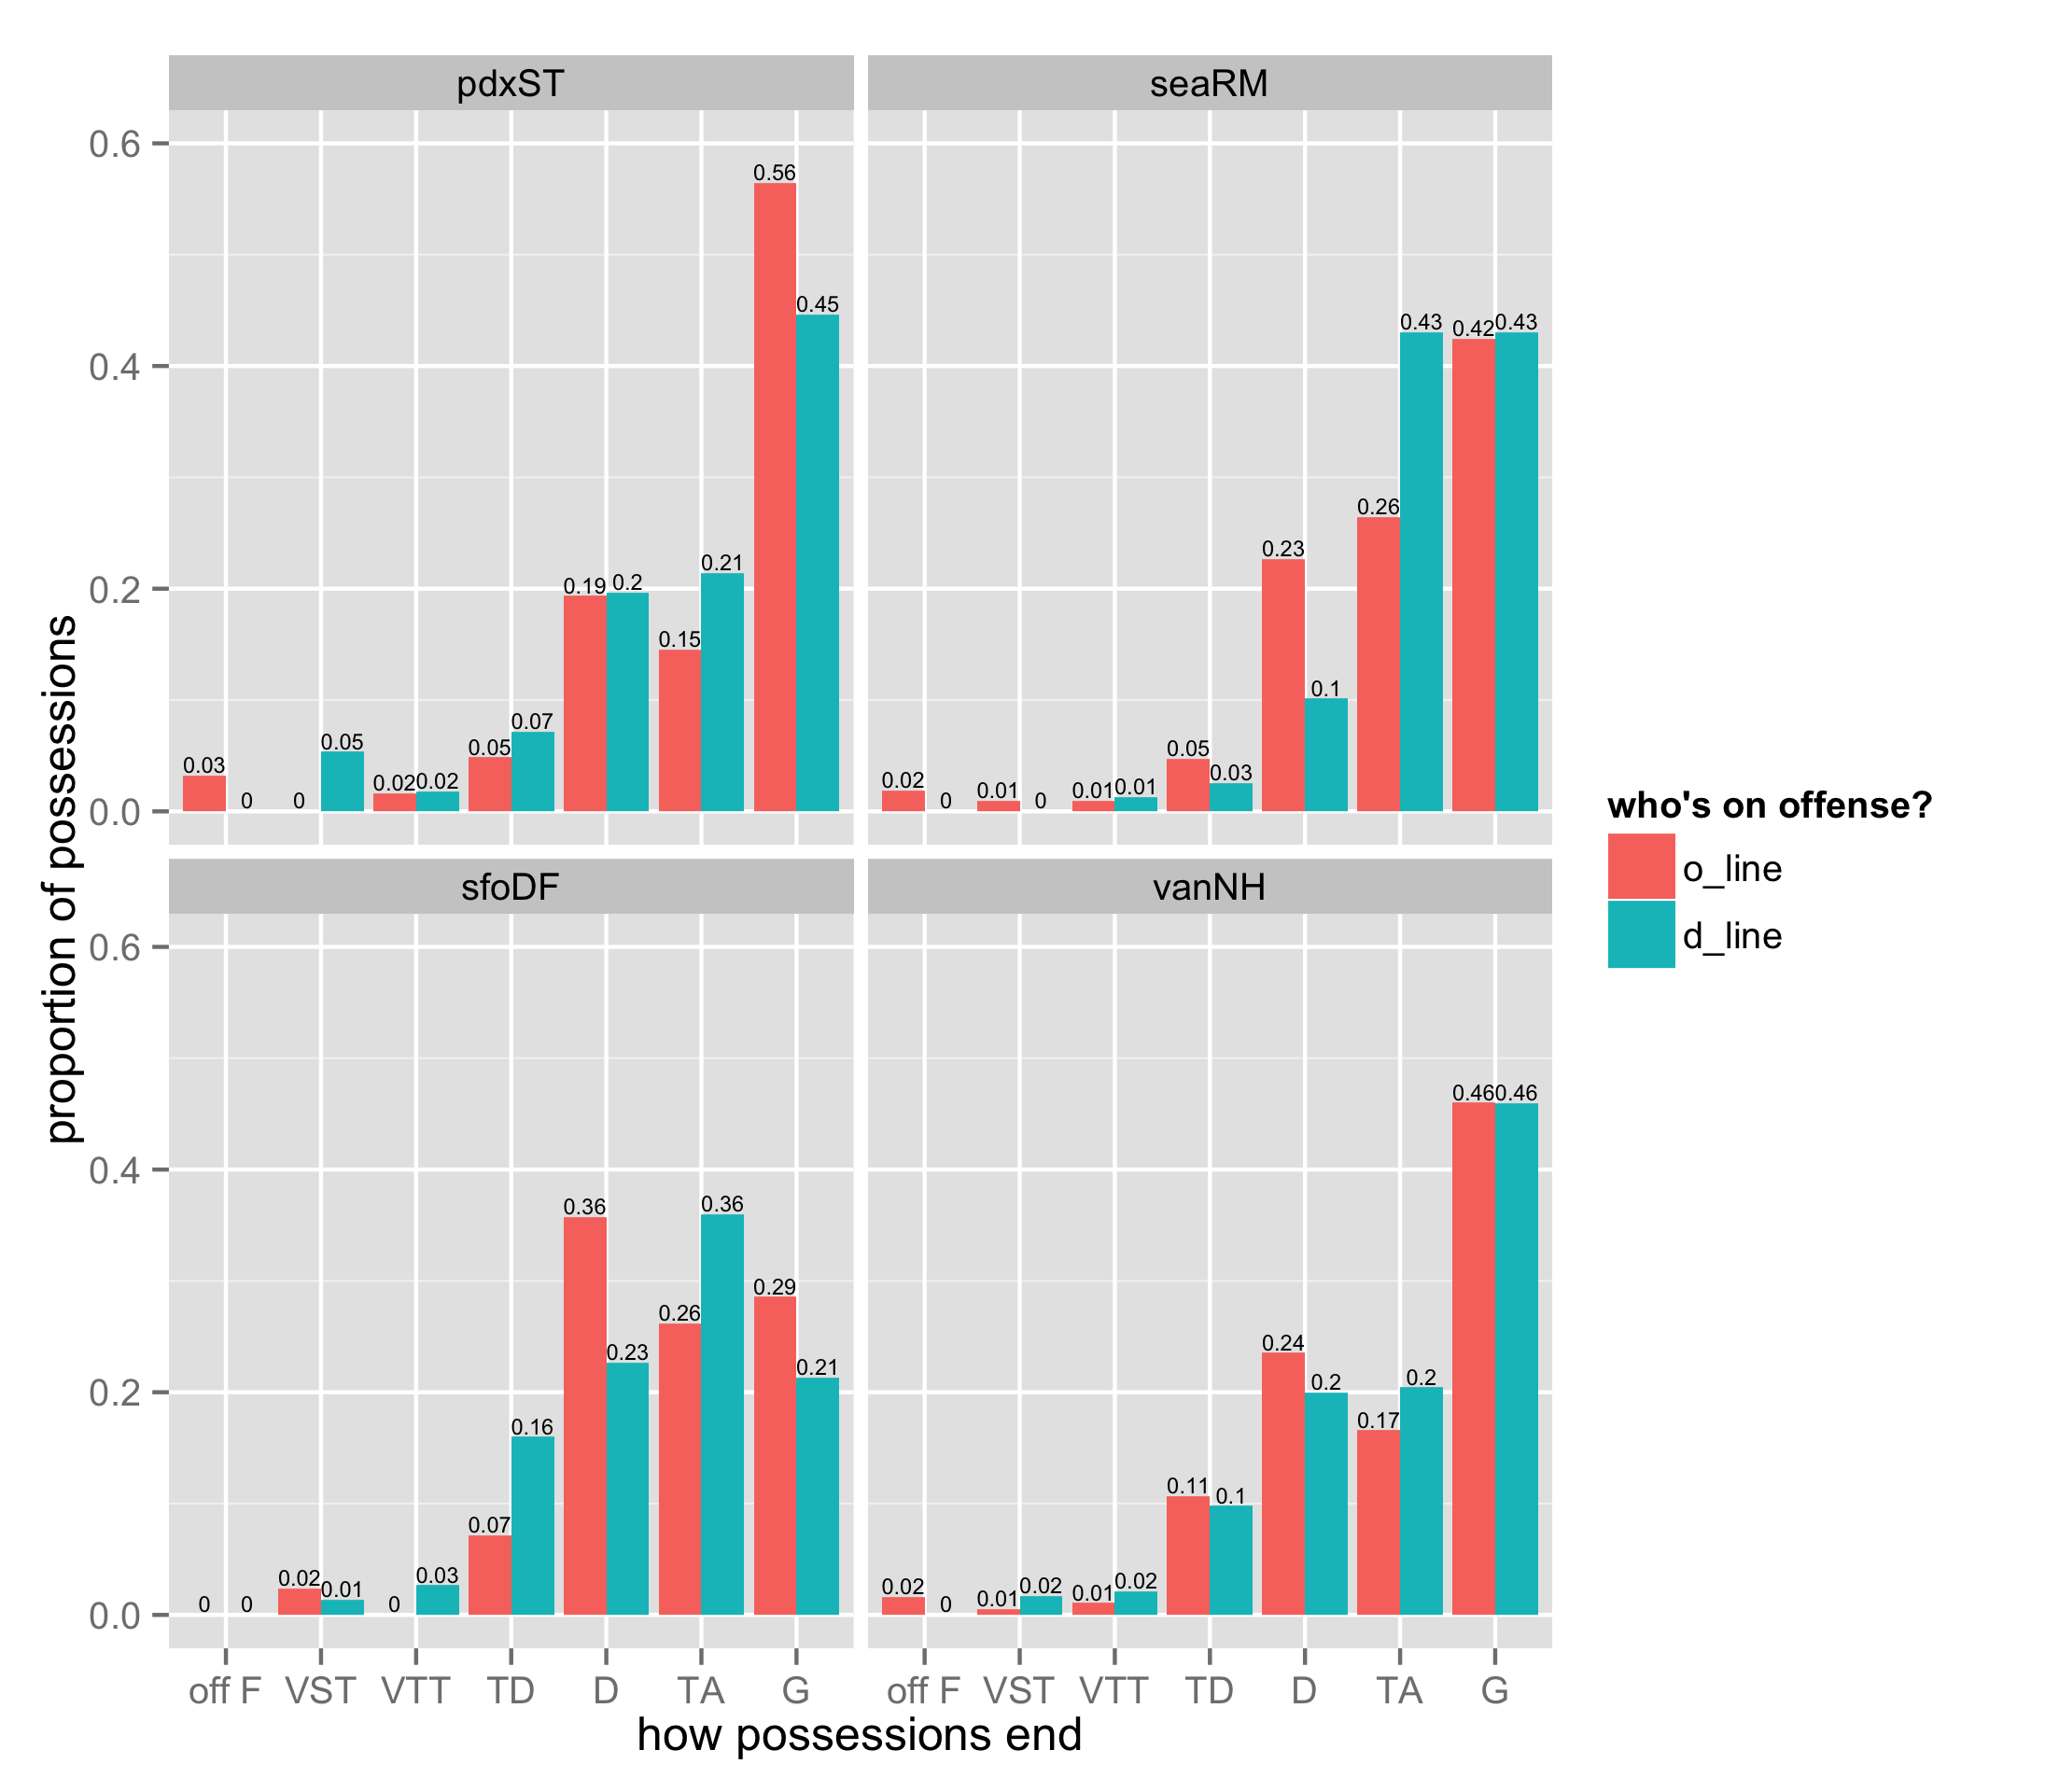 pdxST
seaRM
0.6
0.4
0.2
0.0
0.03 0 0 0.05 0.02 0.02 0.05 0.07 0.19 0.2 0.15 0.21 0.56 0.45
0.02 0 0.01 0 0.01 0.01 0.05 0.03 0.23 0.1 0.26 0.43 0.42 0.43
sfoDF
vanNH
0.6
0.4
0.2
0.0
0 0 0.02 0.01 0 0.03 0.07 0.16 0.36 0.23 0.26 0.36 0.29 0.21
0.02 0 0.01 0.02 0.01 0.02 0.11 0.1 0.24 0.2 0.17 0.2 0.46 0.46
off F VST VTT TD D TA G
off F VST VTT TD D TA G
how possessions end
proportion of possessions
who's on offense?
o_line
d_line